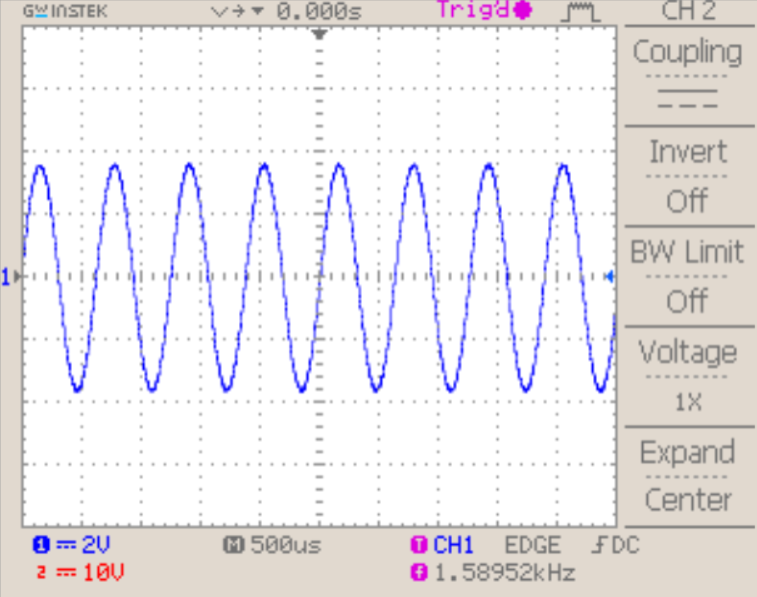 GW INSTEK 0.000s Trig'd CH 2
Coupling
Invert
Off
BW Limit
Off
1
Voltage
1X
Expand
Center
1 2V M 500us T CH1 EDGE DC
2 10V f 1.58952kHz